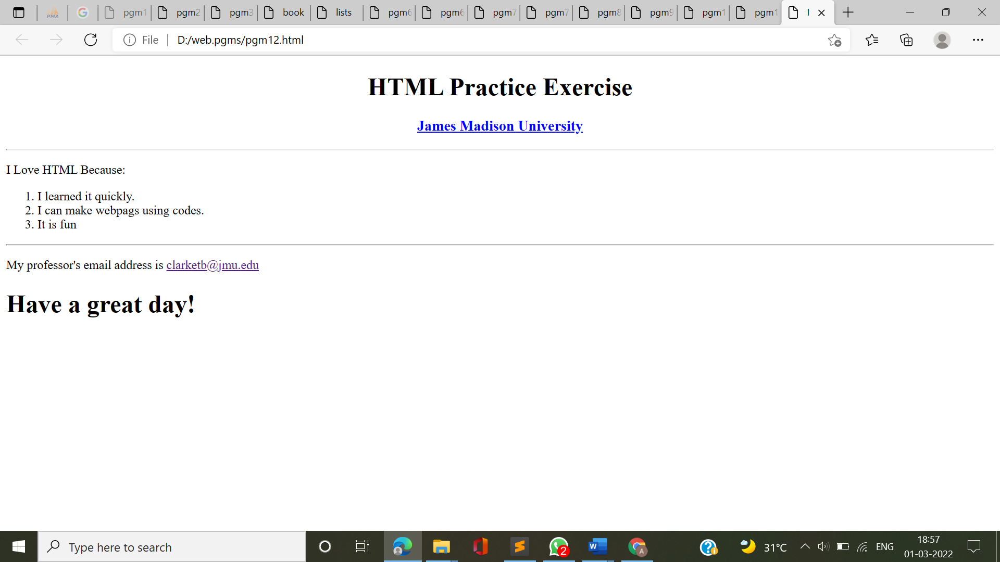 PMA pgm1 pgm2 pgm3 book lists pgm6 pgm6 pgm7 pgm7 pgm8 pgm9 pgm1 pgm1 I
File D:/web.pgms/pgm12.html
HTML Practice Exercise
James Madison University
I Love HTML Because:
1. I learned it quickly.
2. I can make webpags using codes.
3. It is fun
My professor's email address is clarketb@jmu.edu
Have a great day!
Type here to search W 2 A 31°C ENG 18:57
01-03-2022